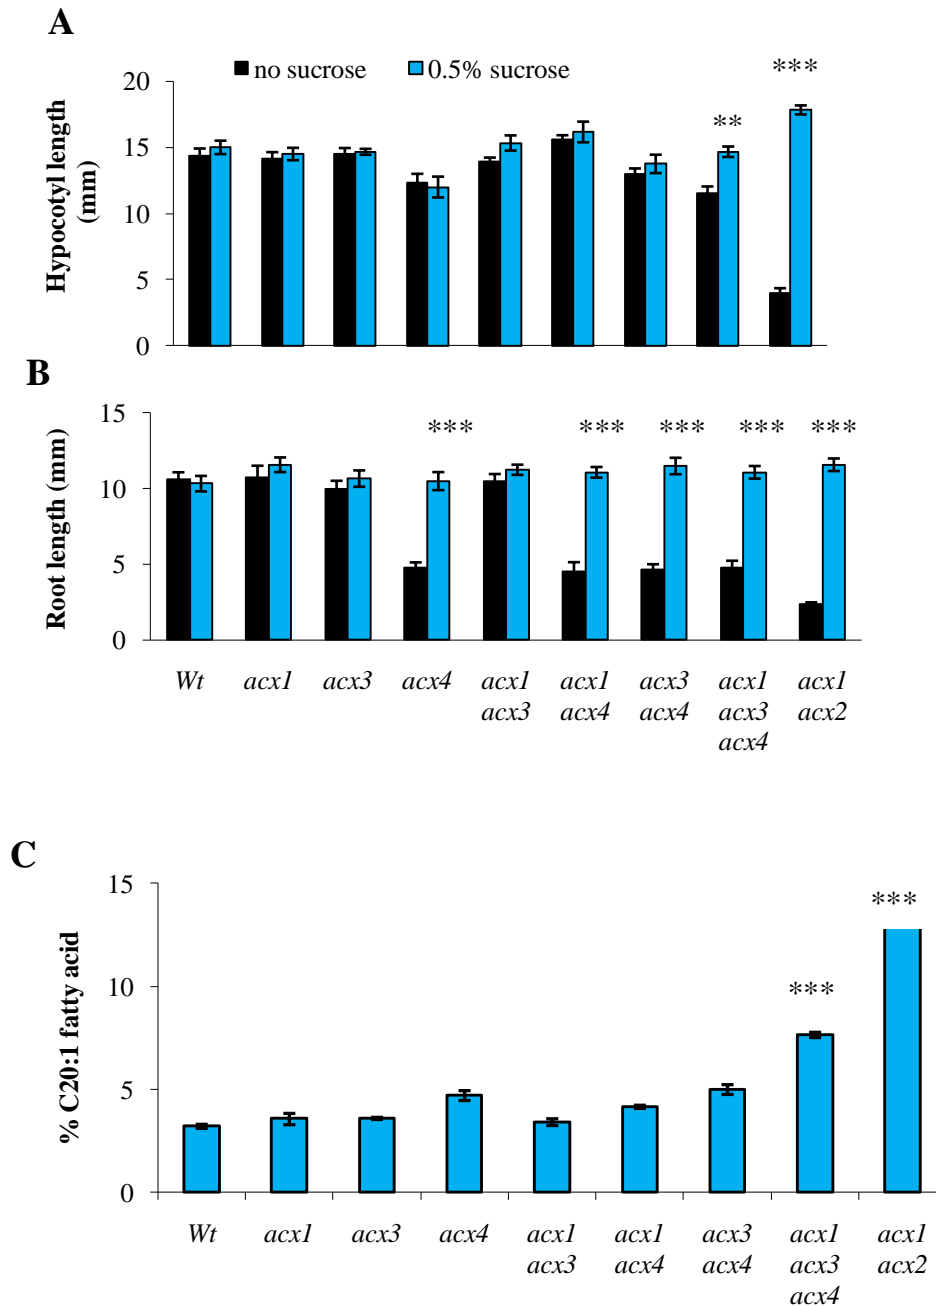 A
no sucrose 0.5% sucrose
***
**
20
15
10
5
0
Hypocotyl length
(mm)
B
15
10
5
0
Root length (mm)
*** *** *** *** ***
Wt acx1 acx3 acx4 acx1 acx1 acx3 acx1 acx1
acx3 acx4 acx4 acx3 acx2
acx4
C
15
10
5
0
% C20:1 fatty acid
***
***
Wt acx1 acx3 acx4 acx1 acx1 acx3 acx1 acx1
acx3 acx4 acx4 acx3 acx2
acx4